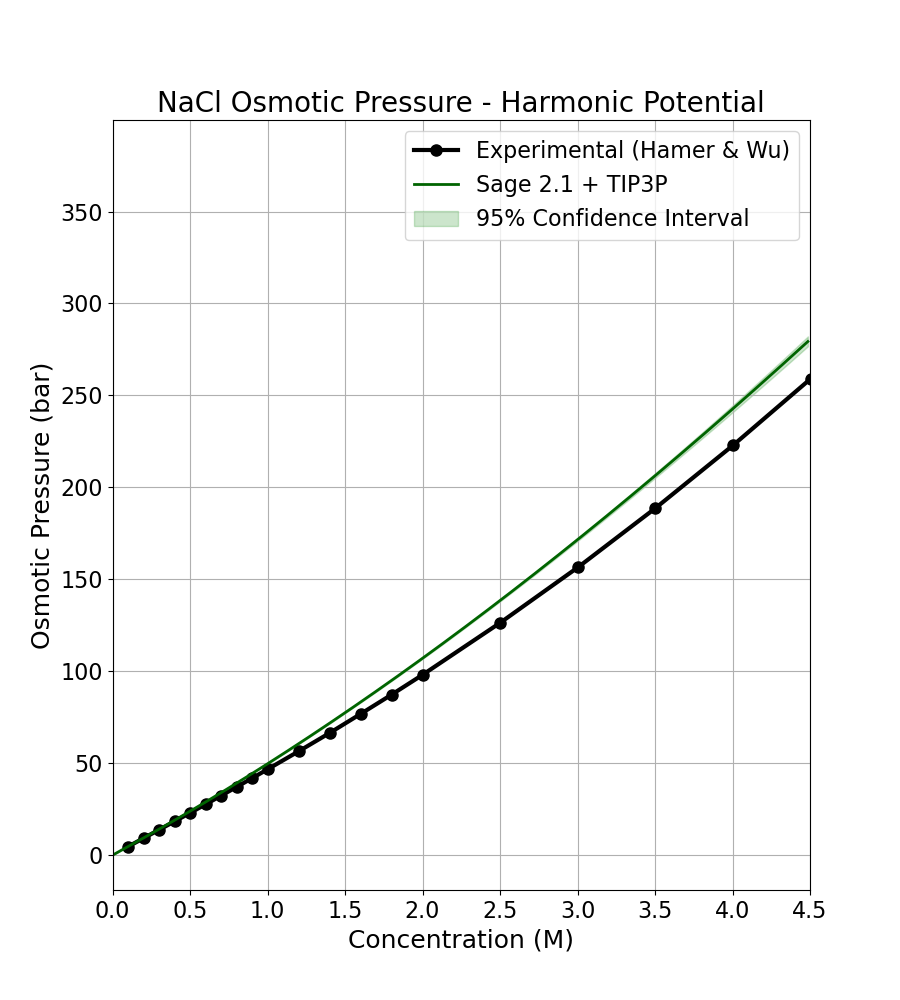 NaCl Osmotic Pressure - Harmonic Potential
Experimental (Hamer & Wu)
Sage 2.1 + TIP3P
95% Confidence Interval
Osmotic Pressure (bar)
350
300
250
200
150
100
50
0
0.0 0.5 1.0 1.5 2.0 2.5 3.0 3.5 4.0 4.5
Concentration (M)